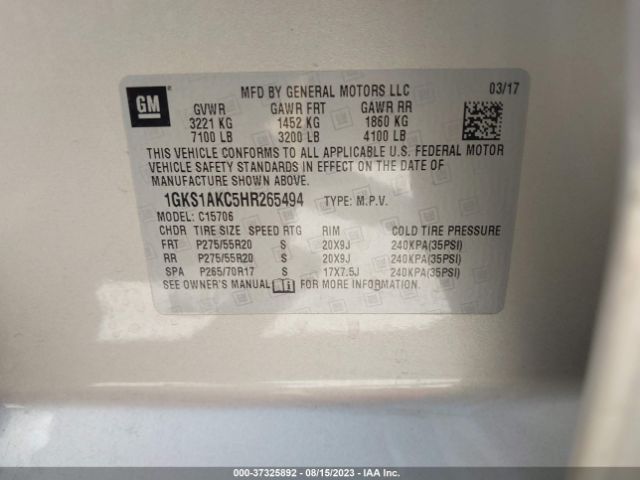 GM
MFD BY GENERAL MOTORS LLC 03/17
GVWR GAWR FRT GAWR RR
3221 KG 1452 KG 1860 KG
7100 LB 3200 LB 4100 LB
THIS VEHICLE CONFORMS TO ALL APPLICABLE U.S. FEDERAL MOTOR
VEHICLE SAFETY STANDARDS IN EFFECT ON THE DATE OF
MANUFACTURE SHOWN ABOVE.
1GKS1AKC5HR265494 TYPE: M.P.V.
MODEL: C15706
CHDR TIRE SIZE SPEED RTG RIM COLD TIRE PRESSURE
FRT P275/55R20 S 20X9J 240KPA(35PSI)
RR P275/55R20 S 20X9J 240KPA(35PSI)
SPA P265/70R17 S 17X7.5J 240KPA(35PSI)
SEE OWNER'S MANUAL FOR MORE INFORMATION.
000-37325892 - 08/15/2023 - IAAI.COM